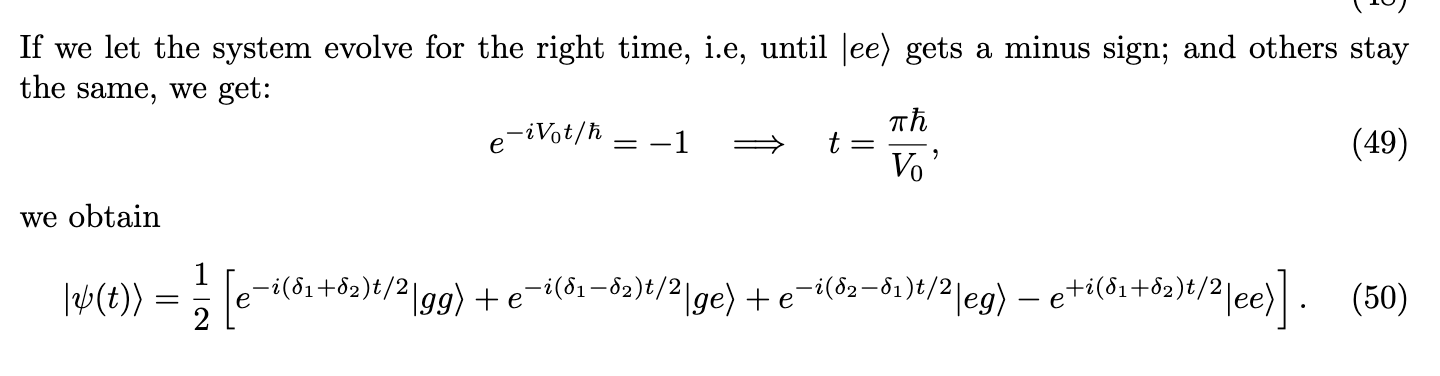 If we let the system evolve for the right time, i.e, until |ee⟩ gets a minus sign; and others stay
the same, we get:
e^{−iV_0t/ħ} = −1 ⟹ t = πħ/V_0, (49)
we obtain
|ψ(t)⟩ = 1/2 [e^{−i(δ_1+δ_2)t/2}|gg⟩ + e^{−i(δ_1−δ_2)t/2}|ge⟩ + e^{−i(δ_2−δ_1)t/2}|eg⟩ − e^{+i(δ_1+δ_2)t/2}|ee⟩] . (50)